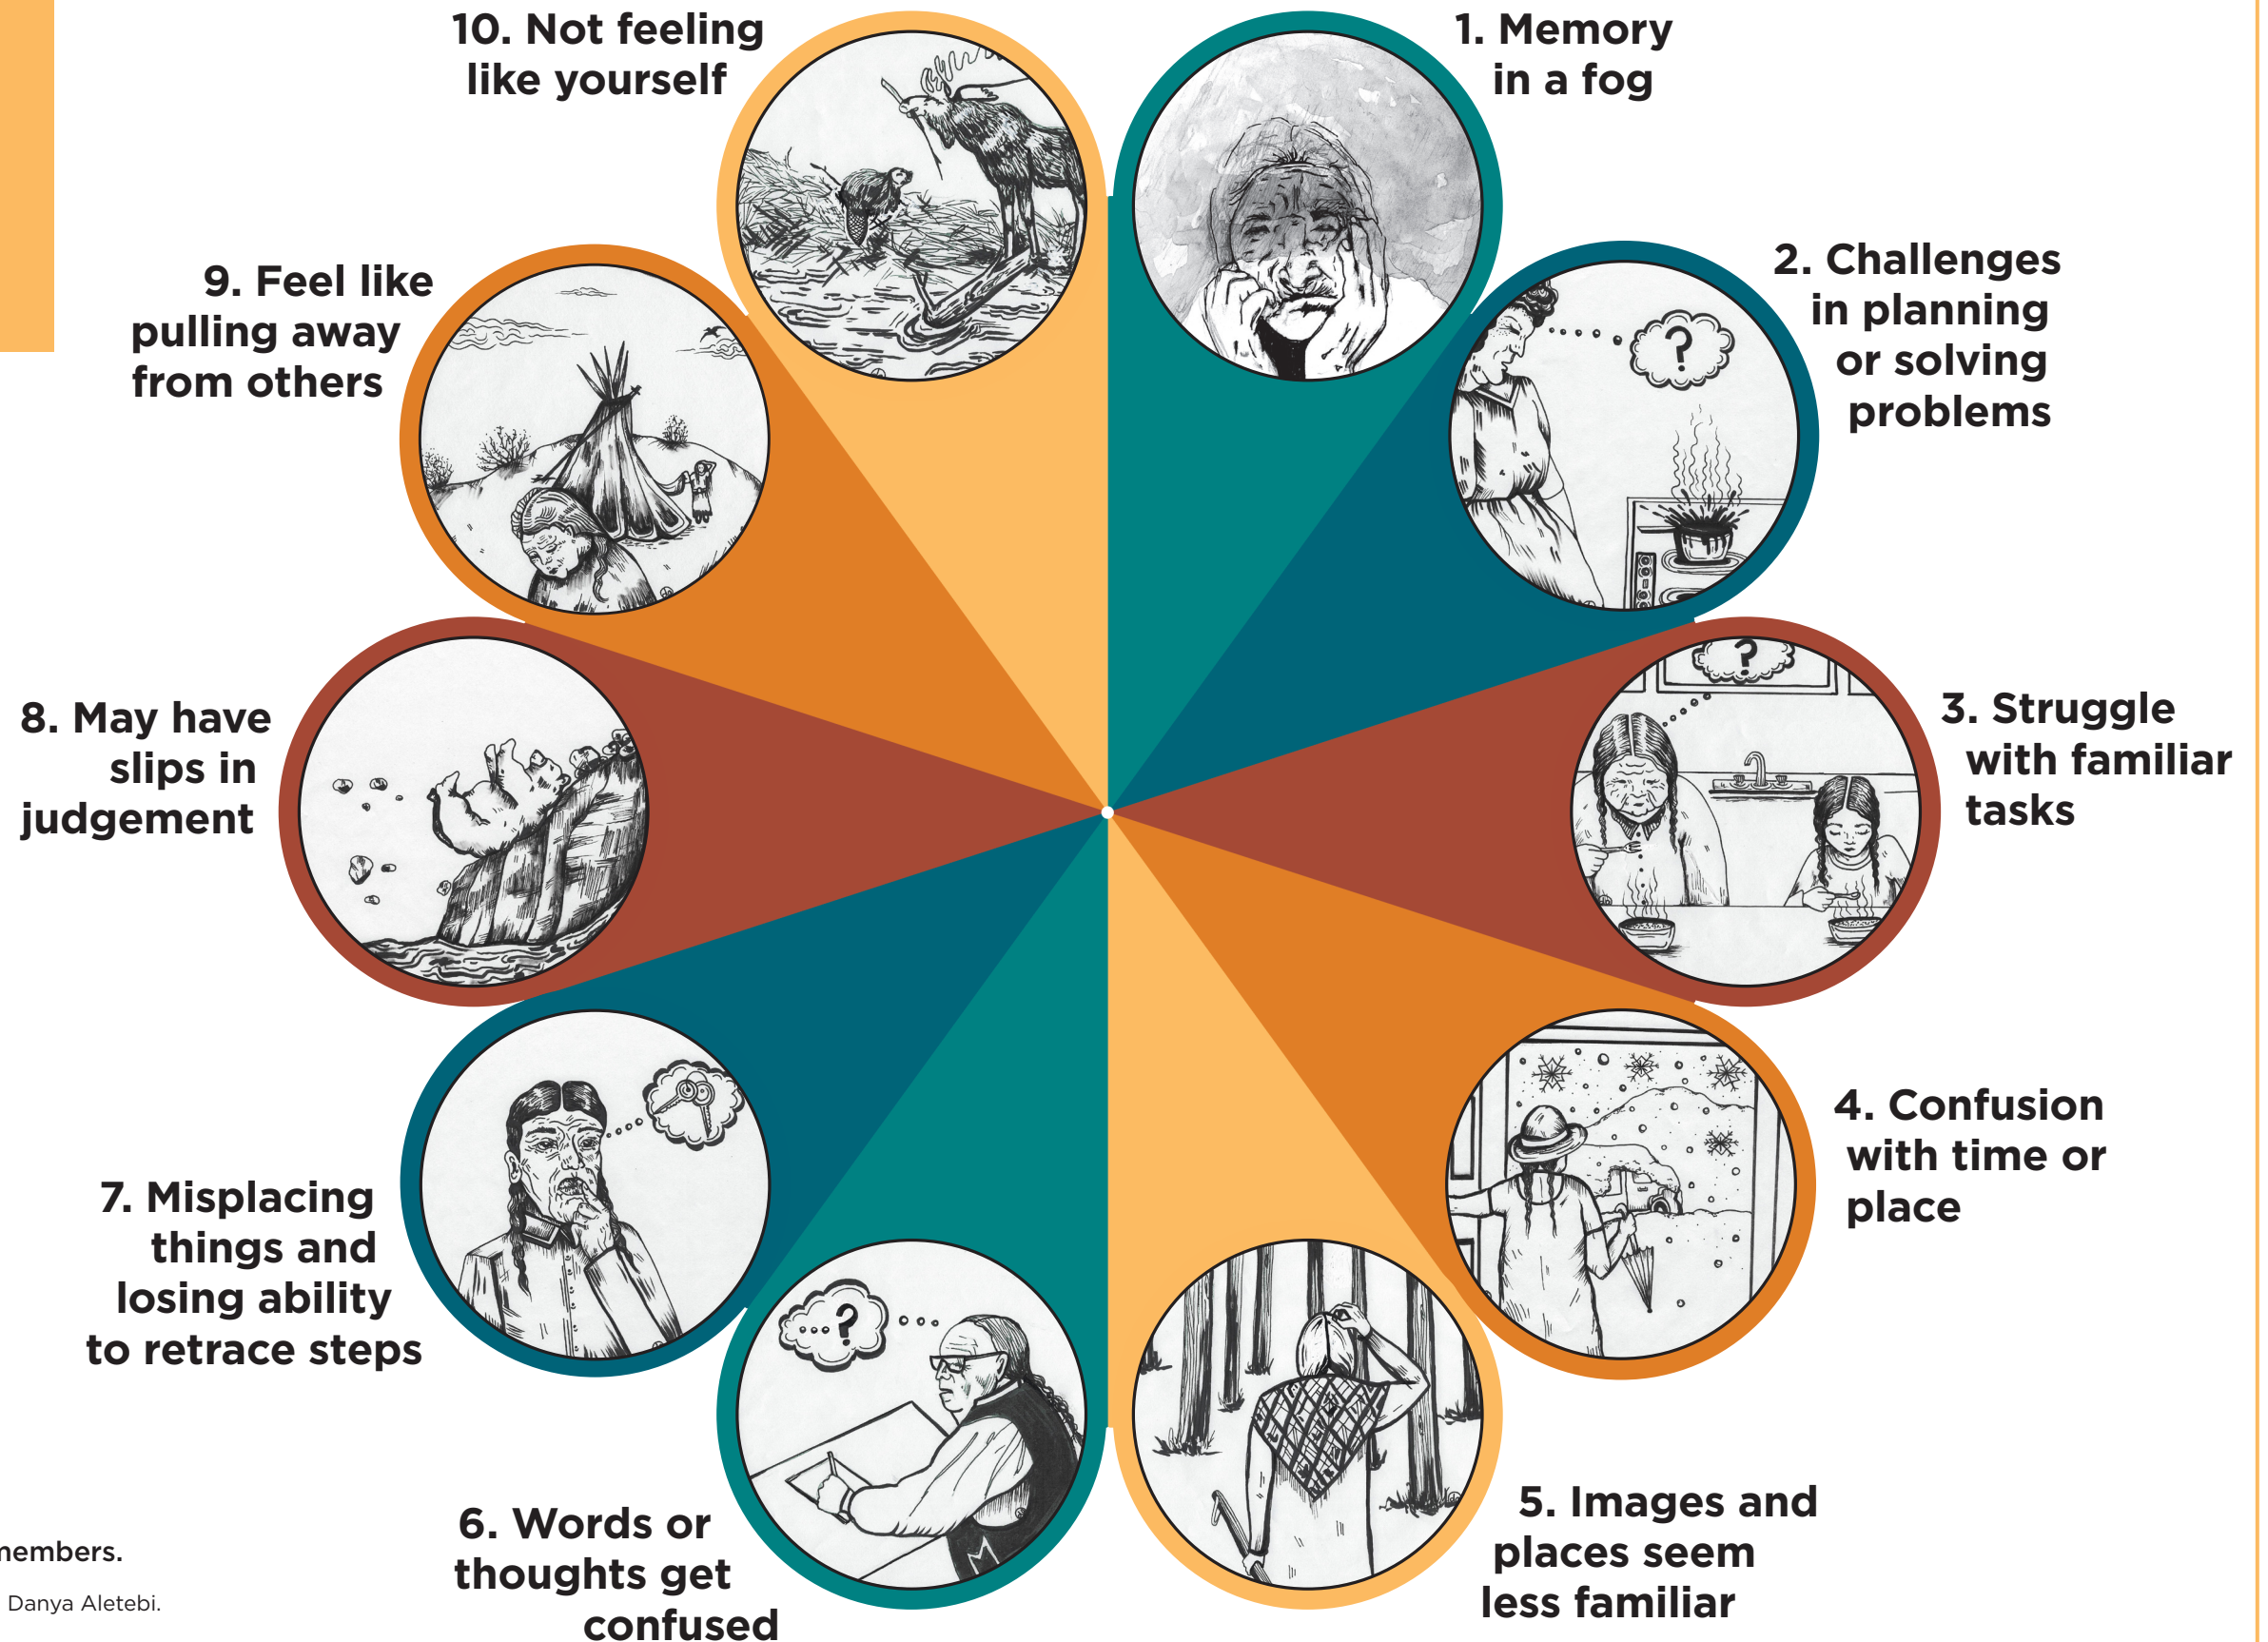 1. Memory
in a fog
2. Challenges
in planning
or solving
problems
3. Struggle
with familiar
tasks
4. Confusion
with time or
place
5. Images and
places seem
less familiar
6. Words or
thoughts get
confused
7. Misplacing
things and
losing ability
to retrace steps
8. May have
slips in
judgement
9. Feel like
pulling away
from others
10. Not feeling
like yourself
?
?
...?
M
members.
Danya Aletebi.